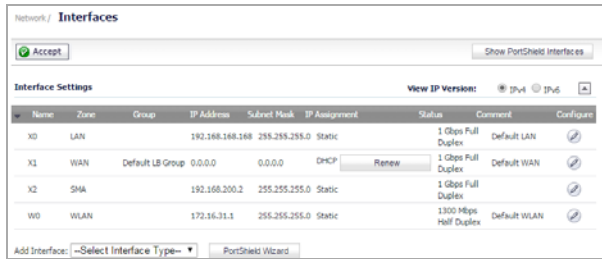 Network / Interfaces
Accept Show PortShield Interfaces
Interface Settings View IP Version: IPv4 IPv6
Name Zone Group IP Address Subnet Mask IP Assignment Status Comment Configure
X0 LAN 192.168.168.168 255.255.255.0 Static 1 Gbps Full Duplex Default LAN
X1 WAN Default LB Group 0.0.0.0 0.0.0.0 DHCP Renew 1 Gbps Full Duplex Default WAN
X2 SMA 192.168.200.2 255.255.255.0 Static 1 Gbps Full Duplex
W0 WLAN 172.16.31.1 255.255.255.0 Static 1300 Mbps Half Duplex Default WLAN
Add Interface: --Select Interface Type-- PortShield Wizard